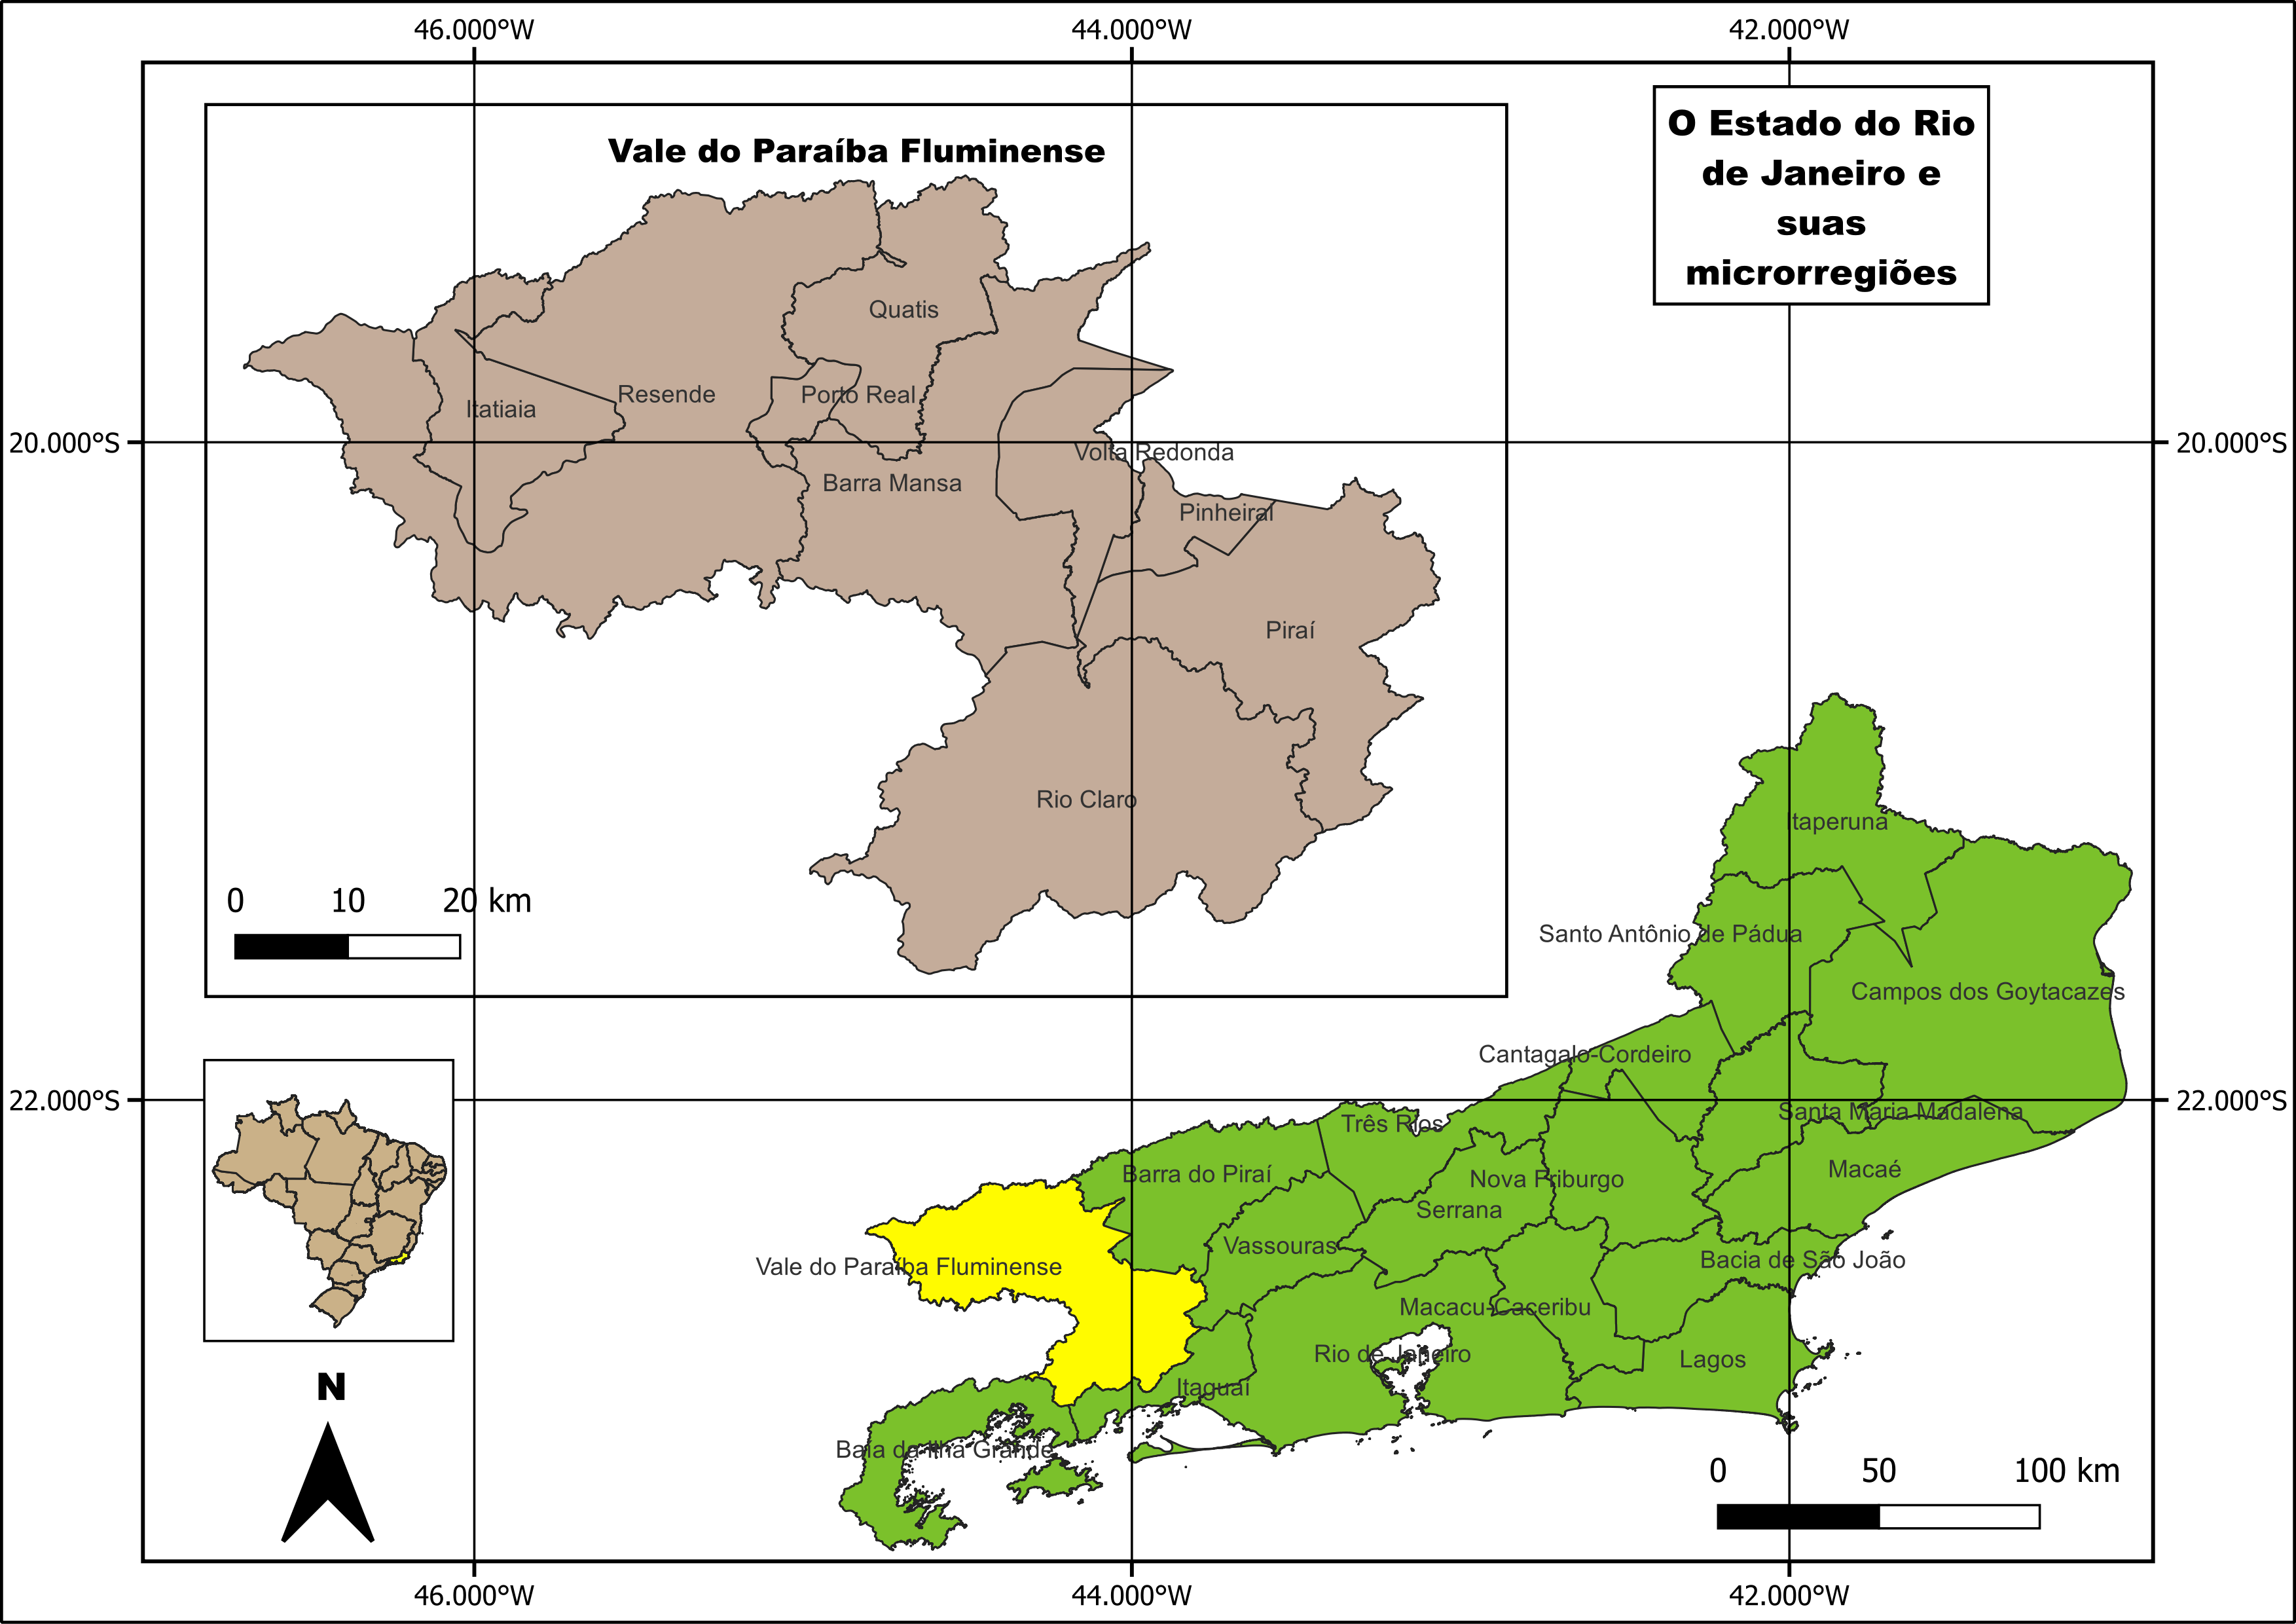 46.000°W
44.000°W
42.000°W
O Estado do Rio
de Janeiro e
suas
microrregiões
Vale do Paraíba Fluminense
Quatis
Resende
Porto Real
Itatiaia
20.000°S
20.000°S
Volta Redonda
Barra Mansa
Pinheiral
Piraí
Rio Claro
0 10 20 km
Itaperuna
Santo Antônio de Pádua
Campos dos Goytacazes
Cantagalo-Cordeiro
22.000°S
22.000°S
Santa Maria Madalena
Três Rios
Macaé
Barra do Piraí
Nova Friburgo
Serrana
Vassouras
Bacia de São João
Vale do Paraíba Fluminense
Macacu-Caceribu
Rio de Janeiro
Lagos
Itaguaí
N
Baía da Ilha Grande
0 50 100 km
46.000°W
44.000°W
42.000°W